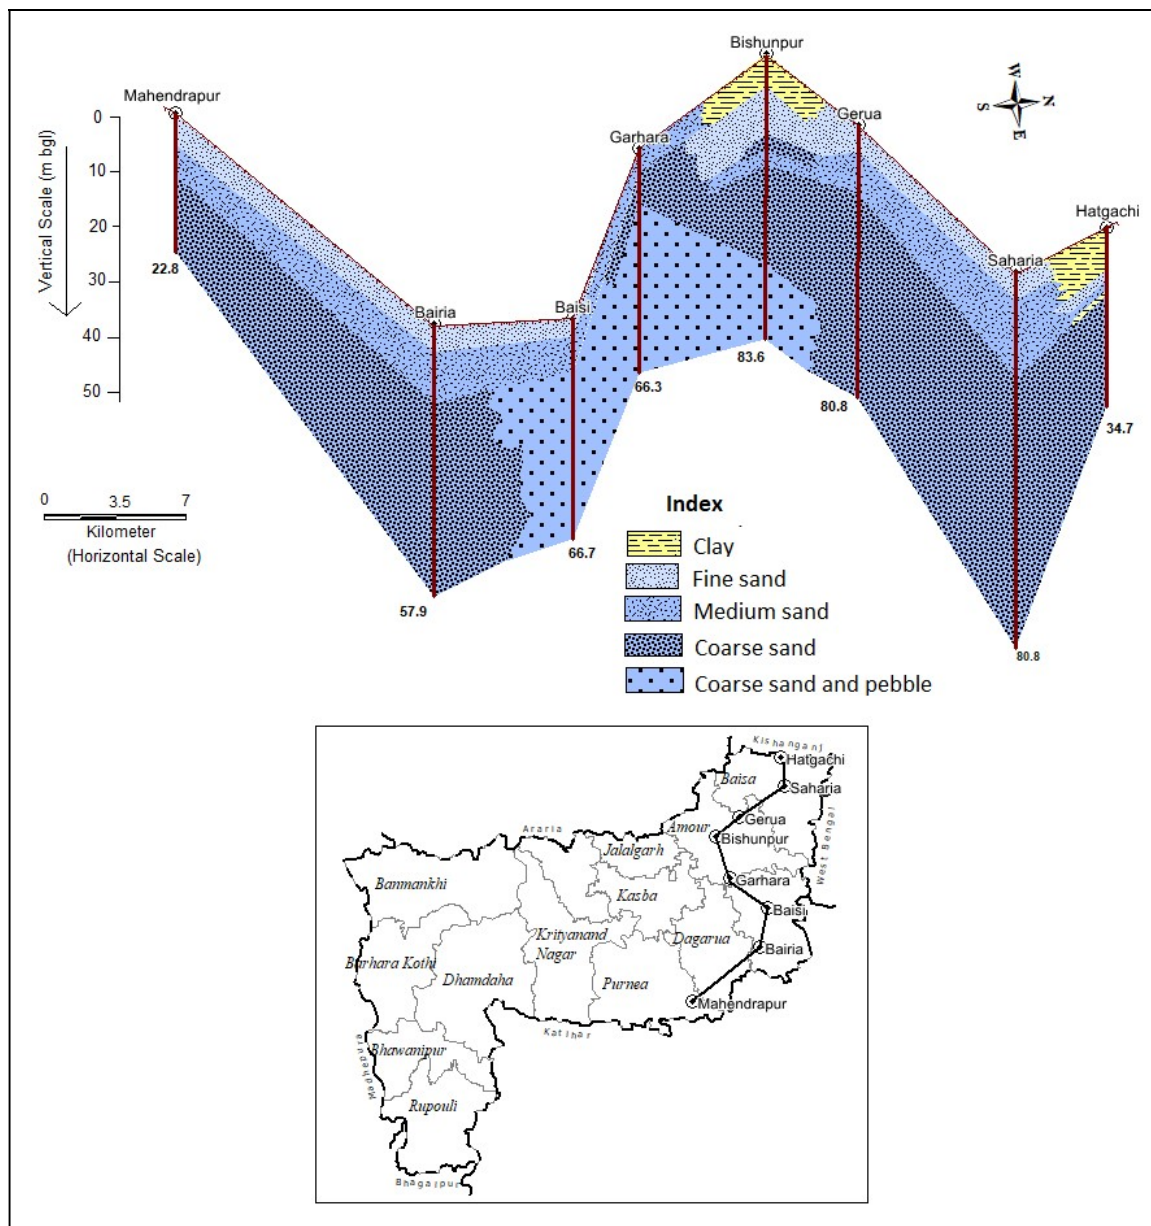 Bishunpur
Mahendrapur
W
N
S
E
Gerua
Garhara
Hatgachi
Saharia
Bairia
Baisi
Vertical Scale (m bgl)
0
10
20
30
40
50
22.8
57.9
66.7
66.3
83.6
80.8
80.8
34.7
0 3.5 7
Kilometer
(Horizontal Scale)
Index
Clay
Fine sand
Medium sand
Coarse sand
Coarse sand and pebble
Kishanganj
Hatgachi
Baisa
Saharia
Gerua
Amour
Bishunpur
Araria
Jalalgarh
West Bengal
Banmankhi
Kasba
Garhara
Baisi
Krityanand
Nagar
Dagarua
Bairia
Barhara Kothi
Dhamdaha
Purnea
Mahendrapur
Katihar
Madhepura
Bhawanipur
Rupouli
Bhagalpur